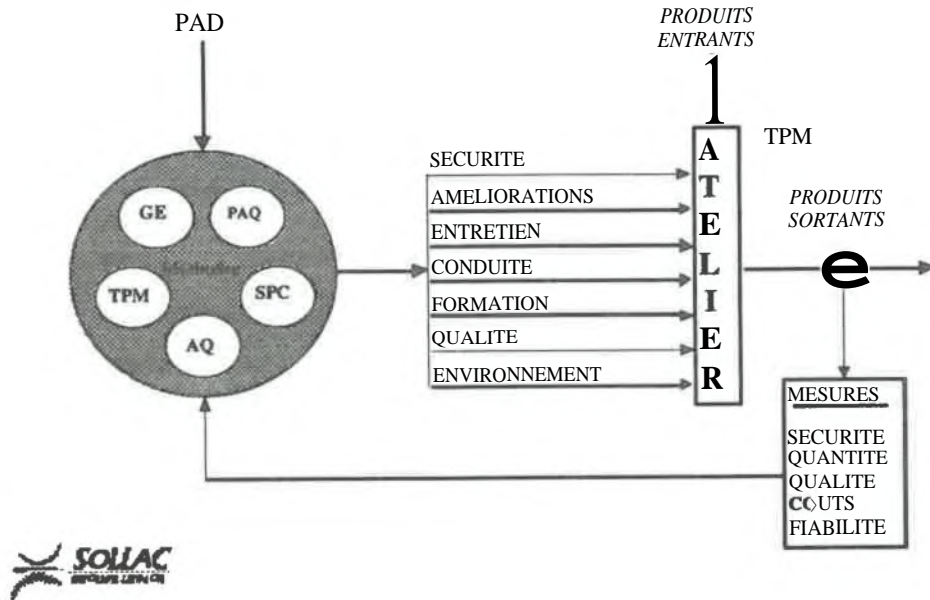 PAD
PRODUITS
ENTRANTS
l
ATELIER
TPM
GE
PAQ
TPM
SPC
AQ
SECURITE
AMELIORATIONS
ENTRETIEN
CONDUITE
FORMATION
QUALITE
ENVIRONNEMENT
PRODUITS
SORTANTS
e
MESURES
SECURITE
QUANTITE
QUALITE
COUTS
FIABILITE
SOLLAC